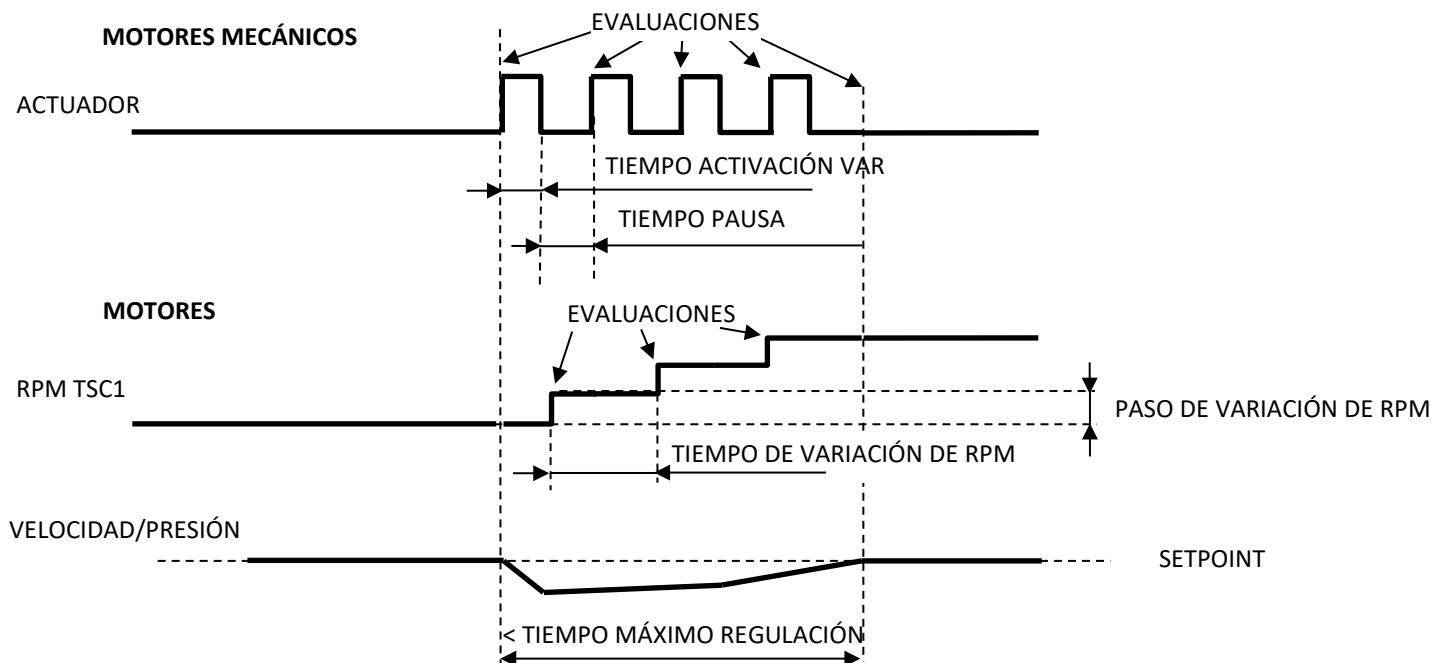 EVALUACIONES
MOTORES MECÁNICOS
ACTUADOR
TIEMPO ACTIVACIÓN VAR
TIEMPO PAUSA
MOTORES
EVALUACIONES
RPM TSC1
PASO DE VARIACIÓN DE RPM
TIEMPO DE VARIACIÓN DE RPM
VELOCIDAD/PRESIÓN
SETPOINT
< TIEMPO MÁXIMO REGULACIÓN